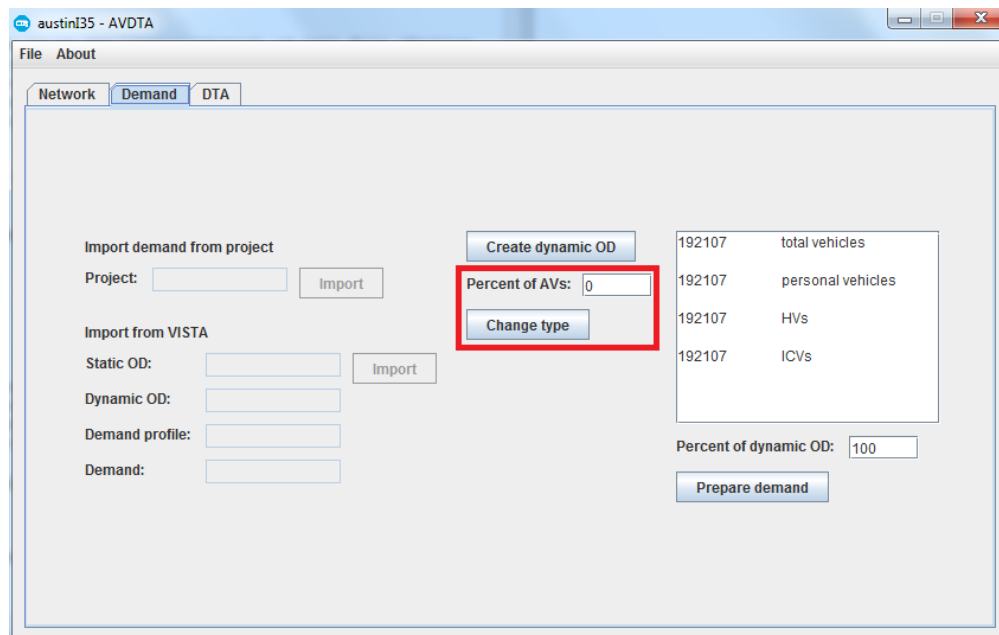 austinI35 - AVDTA
File About
Network Demand DTA
Import demand from project
Project: Import
Import from VISTA
Static OD: Import
Dynamic OD:
Demand profile:
Demand:
Create dynamic OD
Percent of AVs: 0
Change type
192107 total vehicles
192107 personal vehicles
192107 HVs
192107 ICVs
Percent of dynamic OD: 100
Prepare demand